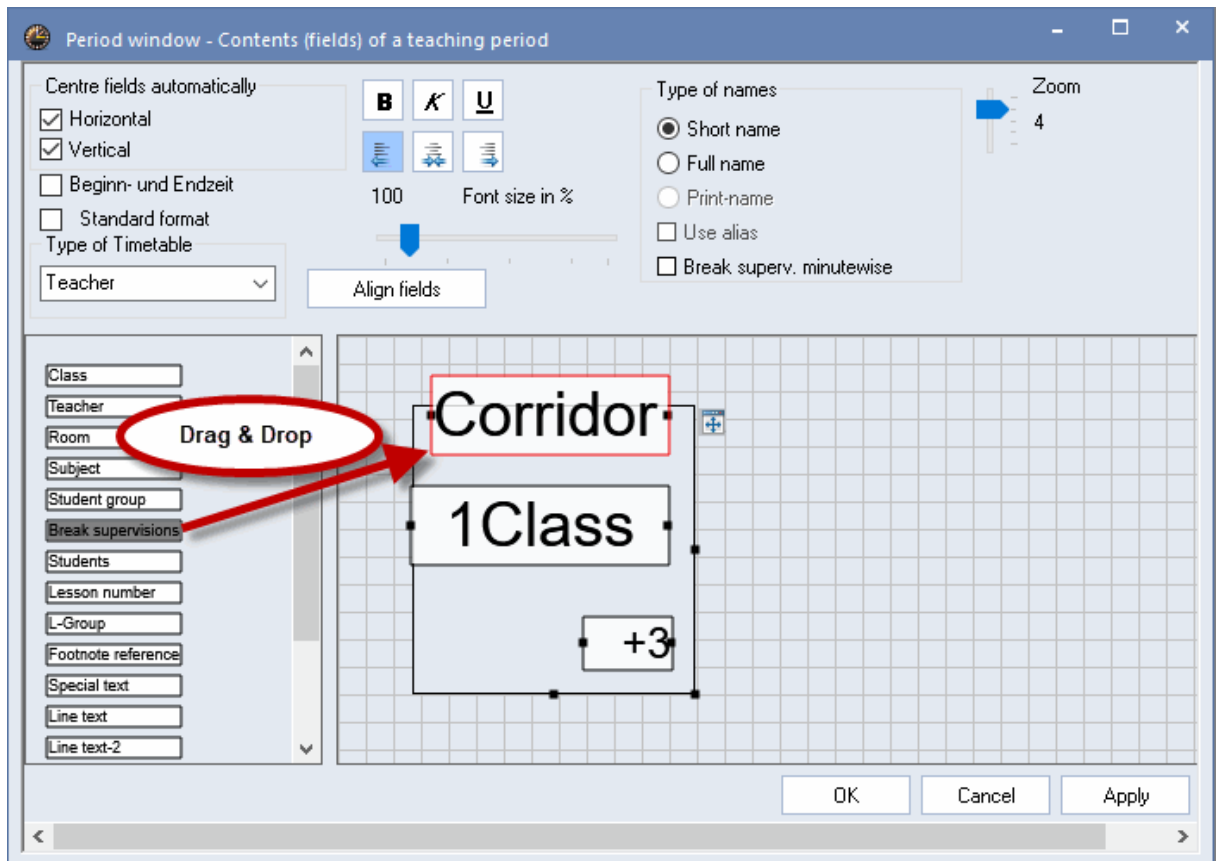 Period window - Contents (fields) of a teaching period
Centre fields automatically
Horizontal
Vertical
Beginn- und Endzeit
Standard format
Type of Timetable
Teacher
B K U
100 Font size in %
Align fields
Type of names
Short name
Full name
Print-name
Use alias
Break superv. minutewise
Zoom
4
Class
Teacher
Room
Subject
Student group
Break supervisions
Students
Lesson number
L-Group
Footnote reference
Special text
Line text
Line text-2
Drag & Drop
Corridor
1Class
+3
OK Cancel Apply